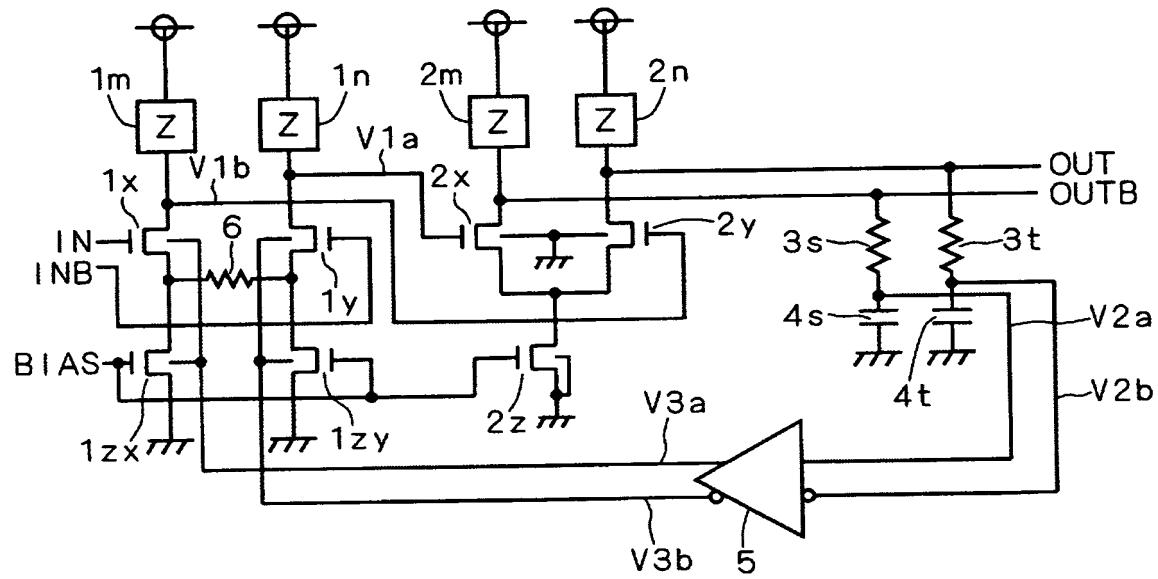 1m
1n
2m
2n
Z
Z
Z
Z
V1a
V1b
1x
2x
OUT
OUTB
IN
INB
6
1y
2y
3s
3t
4s
4t
V2a
V2b
BIAS
1zx
1zy
2z
V3a
V3b
5